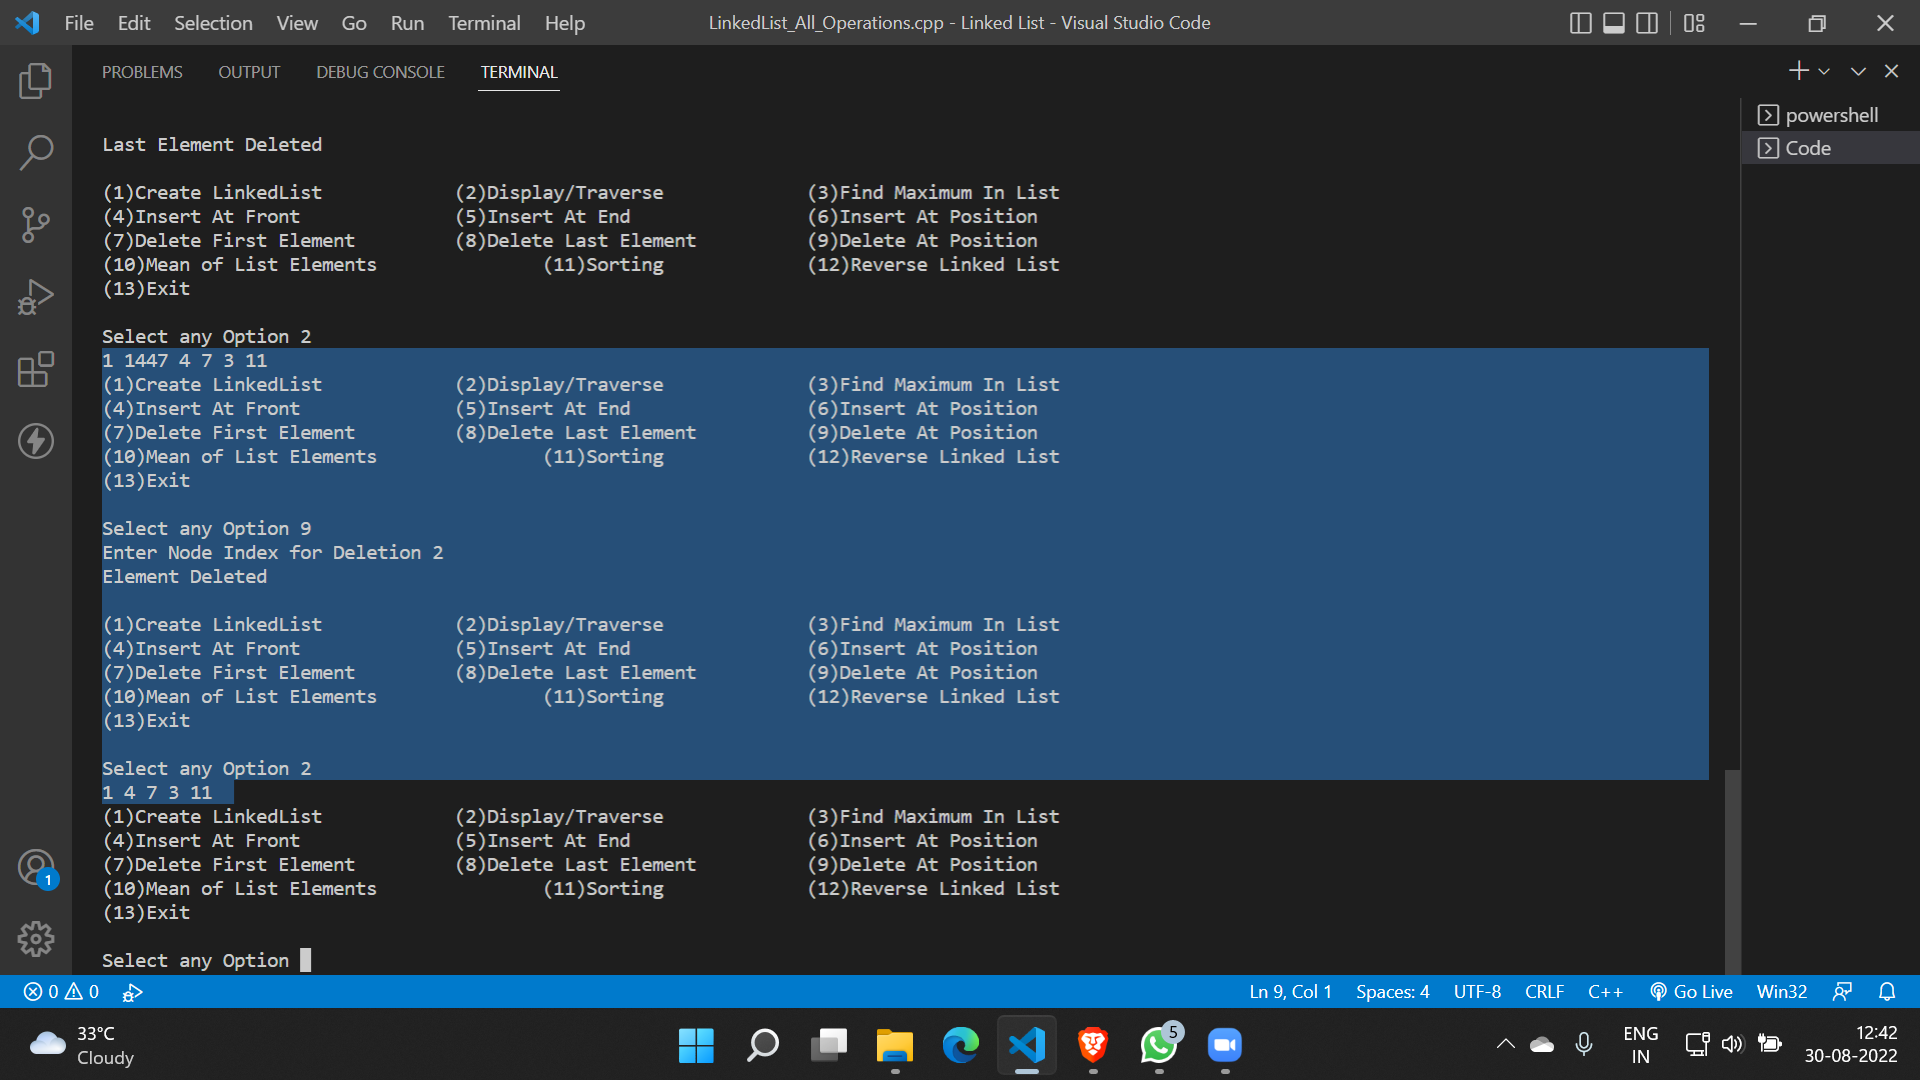 File Edit Selection View Go Run Terminal Help LinkedList_All_Operations.cpp - Linked List - Visual Studio Code
PROBLEMS OUTPUT DEBUG CONSOLE TERMINAL
powershell
Code
Last Element Deleted
(1)Create LinkedList (2)Display/Traverse (3)Find Maximum In List
(4)Insert At Front (5)Insert At End (6)Insert At Position
(7)Delete First Element (8)Delete Last Element (9)Delete At Position
(10)Mean of List Elements (11)Sorting (12)Reverse Linked List
(13)Exit
Select any Option 2
1 1447 4 7 3 11
(1)Create LinkedList (2)Display/Traverse (3)Find Maximum In List
(4)Insert At Front (5)Insert At End (6)Insert At Position
(7)Delete First Element (8)Delete Last Element (9)Delete At Position
(10)Mean of List Elements (11)Sorting (12)Reverse Linked List
(13)Exit
Select any Option 9
Enter Node Index for Deletion 2
Element Deleted
(1)Create LinkedList (2)Display/Traverse (3)Find Maximum In List
(4)Insert At Front (5)Insert At End (6)Insert At Position
(7)Delete First Element (8)Delete Last Element (9)Delete At Position
(10)Mean of List Elements (11)Sorting (12)Reverse Linked List
(13)Exit
Select any Option 2
1 4 7 3 11
(1)Create LinkedList (2)Display/Traverse (3)Find Maximum In List
(4)Insert At Front (5)Insert At End (6)Insert At Position
(7)Delete First Element (8)Delete Last Element (9)Delete At Position
(10)Mean of List Elements (11)Sorting (12)Reverse Linked List
(13)Exit
Select any Option
1
0 0 Ln 9, Col 1 Spaces: 4 UTF-8 CRLF C++ Go Live Win32
33°C
Cloudy
5
ENG
IN
12:42
30-08-2022